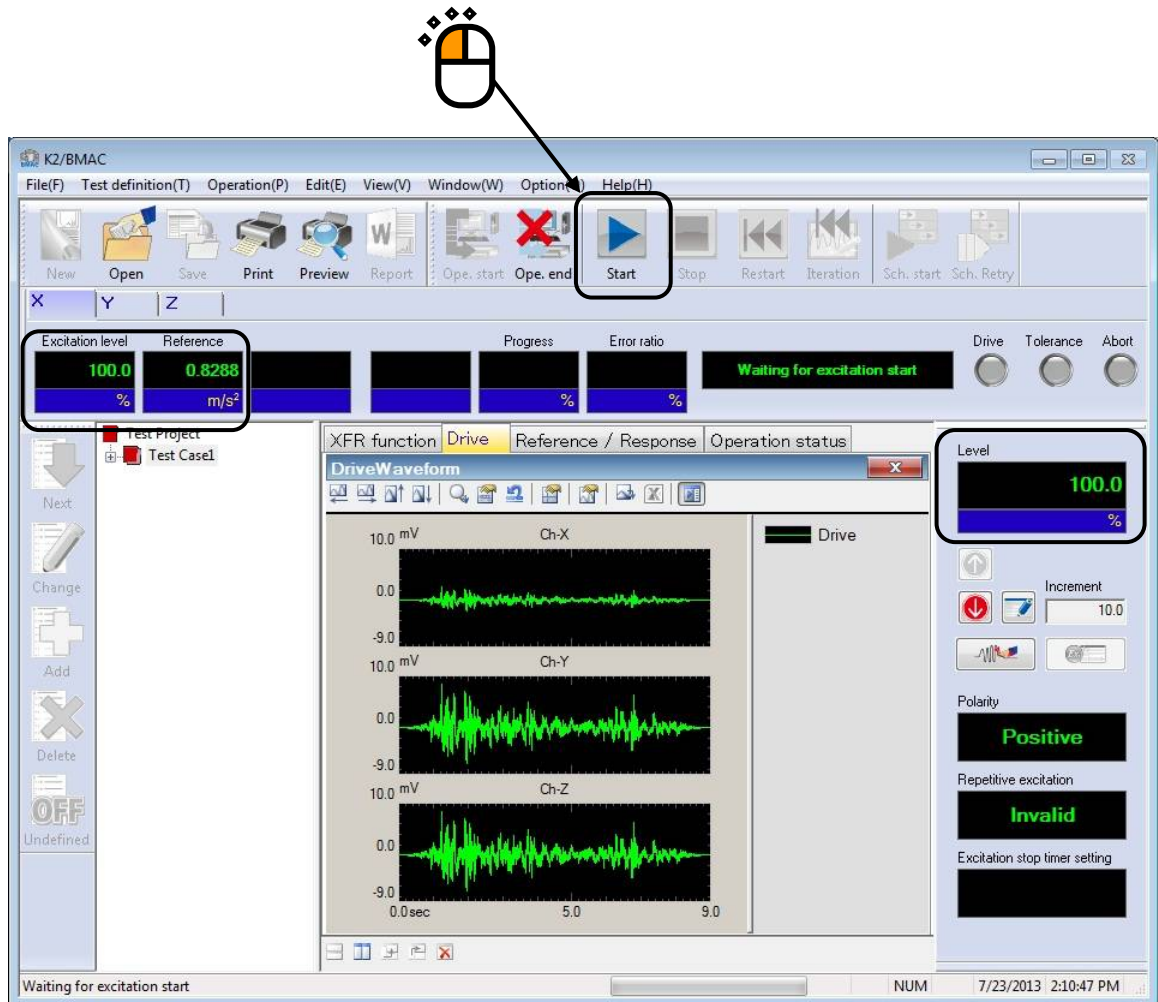 K2/BMAC
File(F) Test definition(T) Operation(P) Edit(E) View(V) Window(W) Option( ) Help(H)
New Open Save Print Preview Report Ope. start Ope. end Start Stop Restart Iteration Sch. start Sch. Retry
X Y Z
Excitation level Reference Progress Error ratio Drive Tolerance Abort
100.0 0.8288 Waiting for excitation start
% m/s² % %
Test Project
Test Case1
Next
Change
Add
Delete
OFF
Undefined
XFR function Drive Reference / Response Operation status
DriveWaveform
10.0 mV Ch-X
0.0
-9.0
10.0 mV Ch-Y
0.0
-9.0
10.0 mV Ch-Z
0.0
-9.0
0.0sec 5.0 9.0
Drive
Level
100.0
%
Increment
10.0
Polarity
Positive
Repetitive excitation
Invalid
Excitation stop timer setting
Waiting for excitation start NUM 7/23/2013 2:10:47 PM